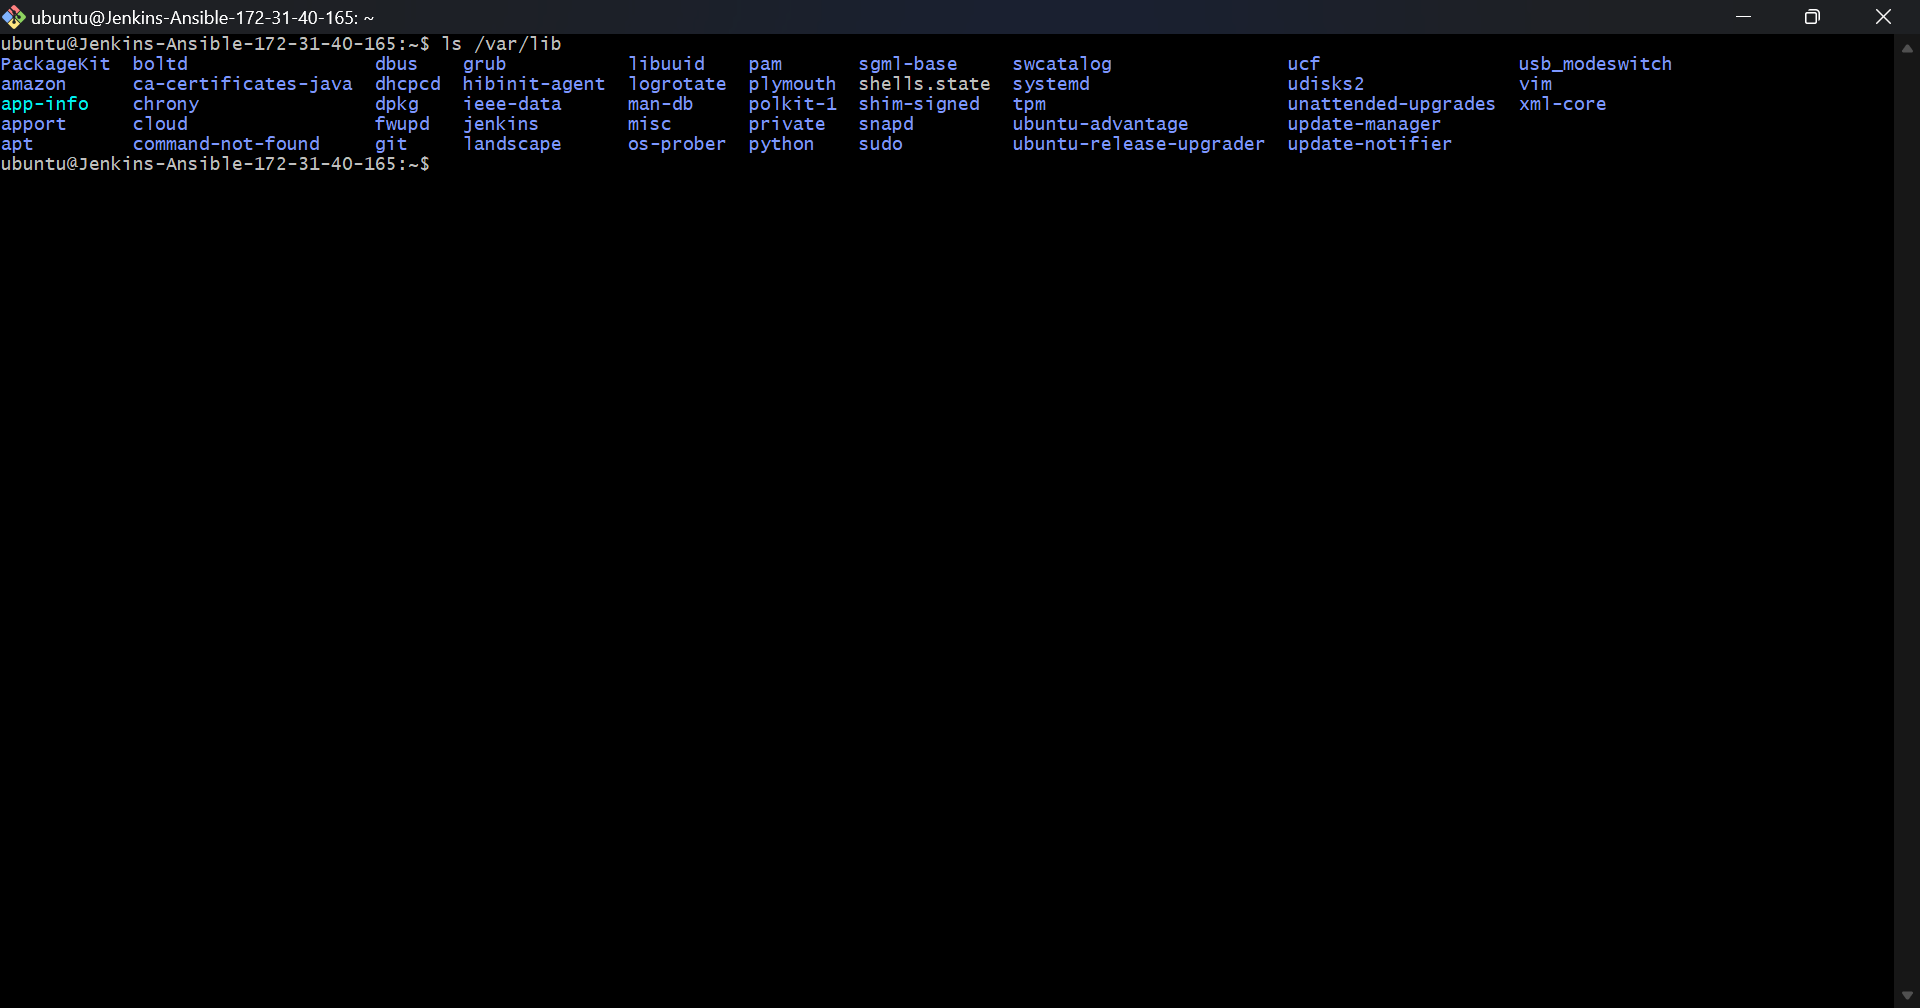 ubuntu@Jenkins-Ansible-172-31-40-165: ~
ubuntu@Jenkins-Ansible-172-31-40-165:~$ ls /var/lib
PackageKit  boltd                 dbus    grub            libuuid    pam       sgml-base     swcatalog                ucf                  usb_modeswitch
amazon      ca-certificates-java  dhcpcd  hibinit-agent   logrotate  plymouth  shells.state  systemd                  udisks2              vim
app-info    chrony                dpkg    ieee-data       man-db     polkit-1  shim-signed   tpm                      unattended-upgrades  xml-core
apport      cloud                 fwupd   jenkins         misc       private   snapd         ubuntu-advantage         update-manager
apt         command-not-found     git     landscape       os-prober  python    sudo          ubuntu-release-upgrader  update-notifier
ubuntu@Jenkins-Ansible-172-31-40-165:~$